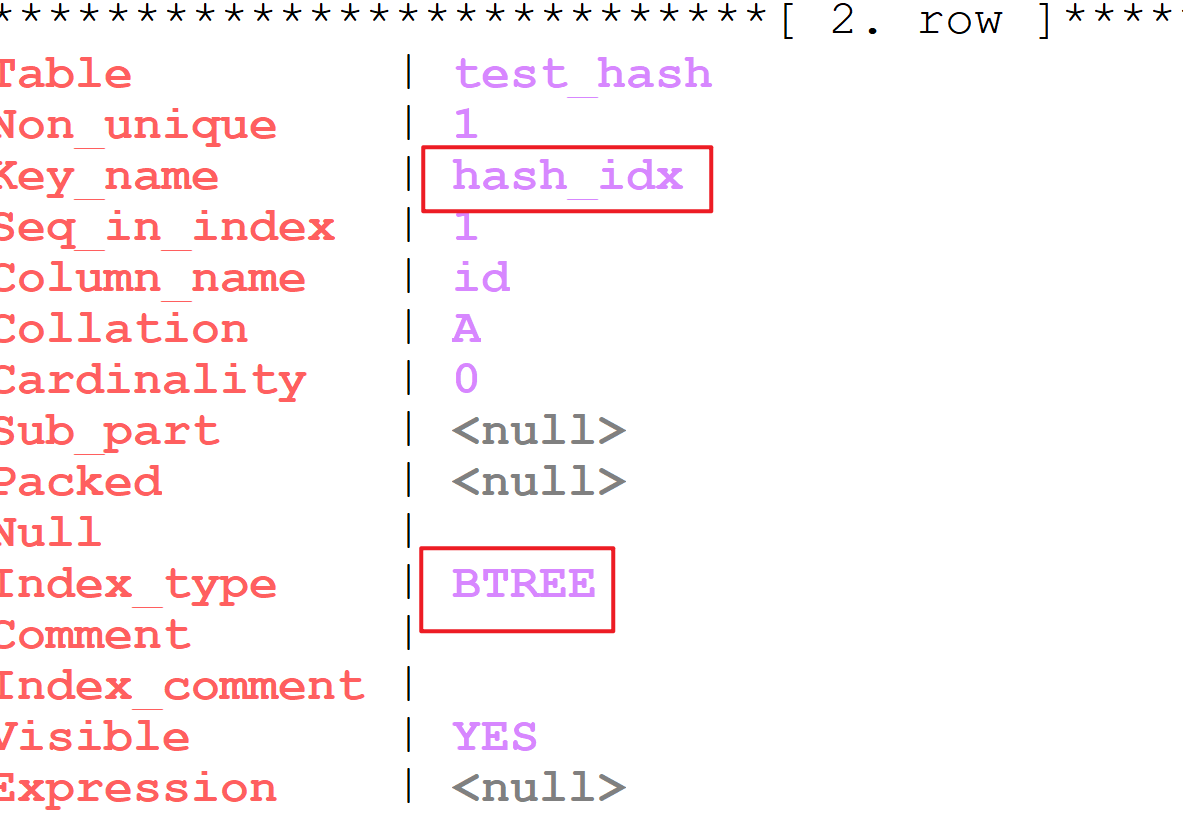 ***************************[ 2. row ]*****
Table | test_hash
Non_unique | 1
Key_name | hash_idx
Seq_in_index | 1
Column_name | id
Collation | A
Cardinality | 0
Sub_part | <null>
Packed | <null>
Null |
Index_type | BTREE
Comment |
Index_comment |
Visible | YES
Expression | <null>